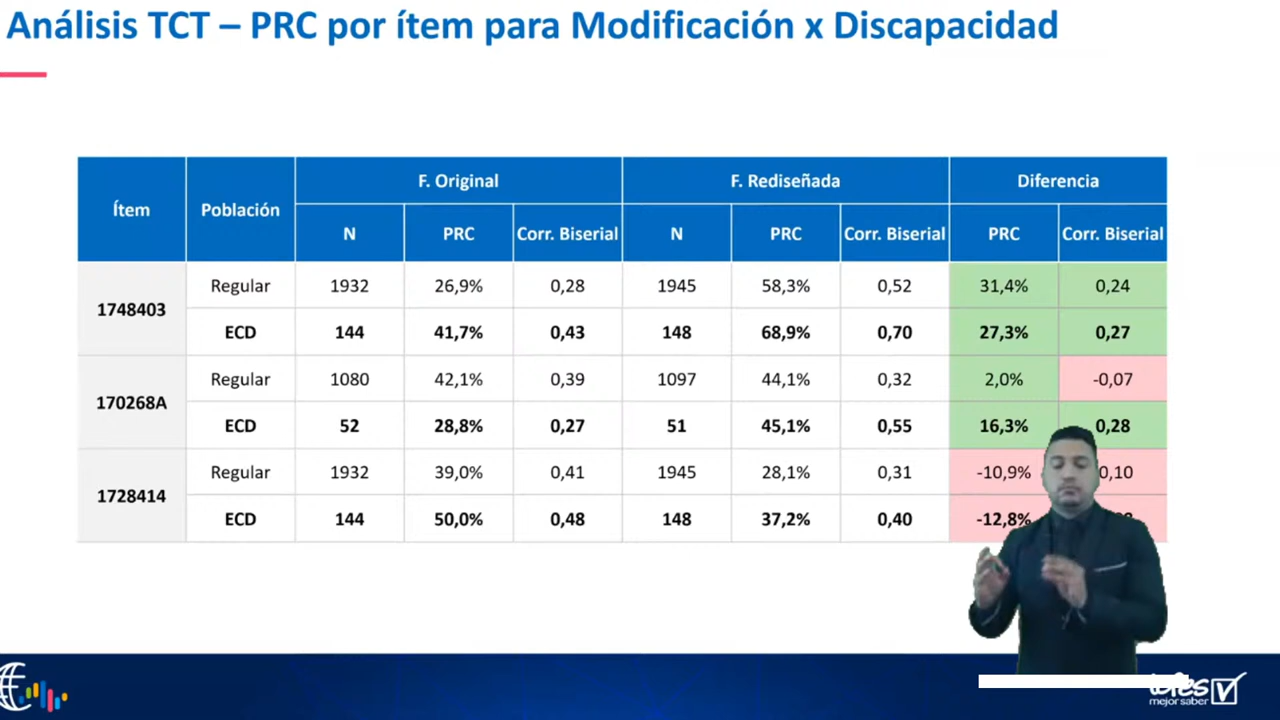 Análisis TCT – PRC por ítem para Modificación x Discapacidad
Ítem Población F. Original F. Rediseñada Diferencia
N PRC Corr. Biserial N PRC Corr. Biserial PRC Corr. Biserial
1748403 Regular 1932 26,9% 0,28 1945 58,3% 0,52 31,4% 0,24
ECD 144 41,7% 0,43 148 68,9% 0,70 27,3% 0,27
170268A Regular 1080 42,1% 0,39 1097 44,1% 0,32 2,0% -0,07
ECD 52 28,8% 0,27 51 45,1% 0,55 16,3% 0,28
1728414 Regular 1932 39,0% 0,41 1945 28,1% 0,31 -10,9% 0,10
ECD 144 50,0% 0,48 148 37,2% 0,40 -12,8%
mejor saber